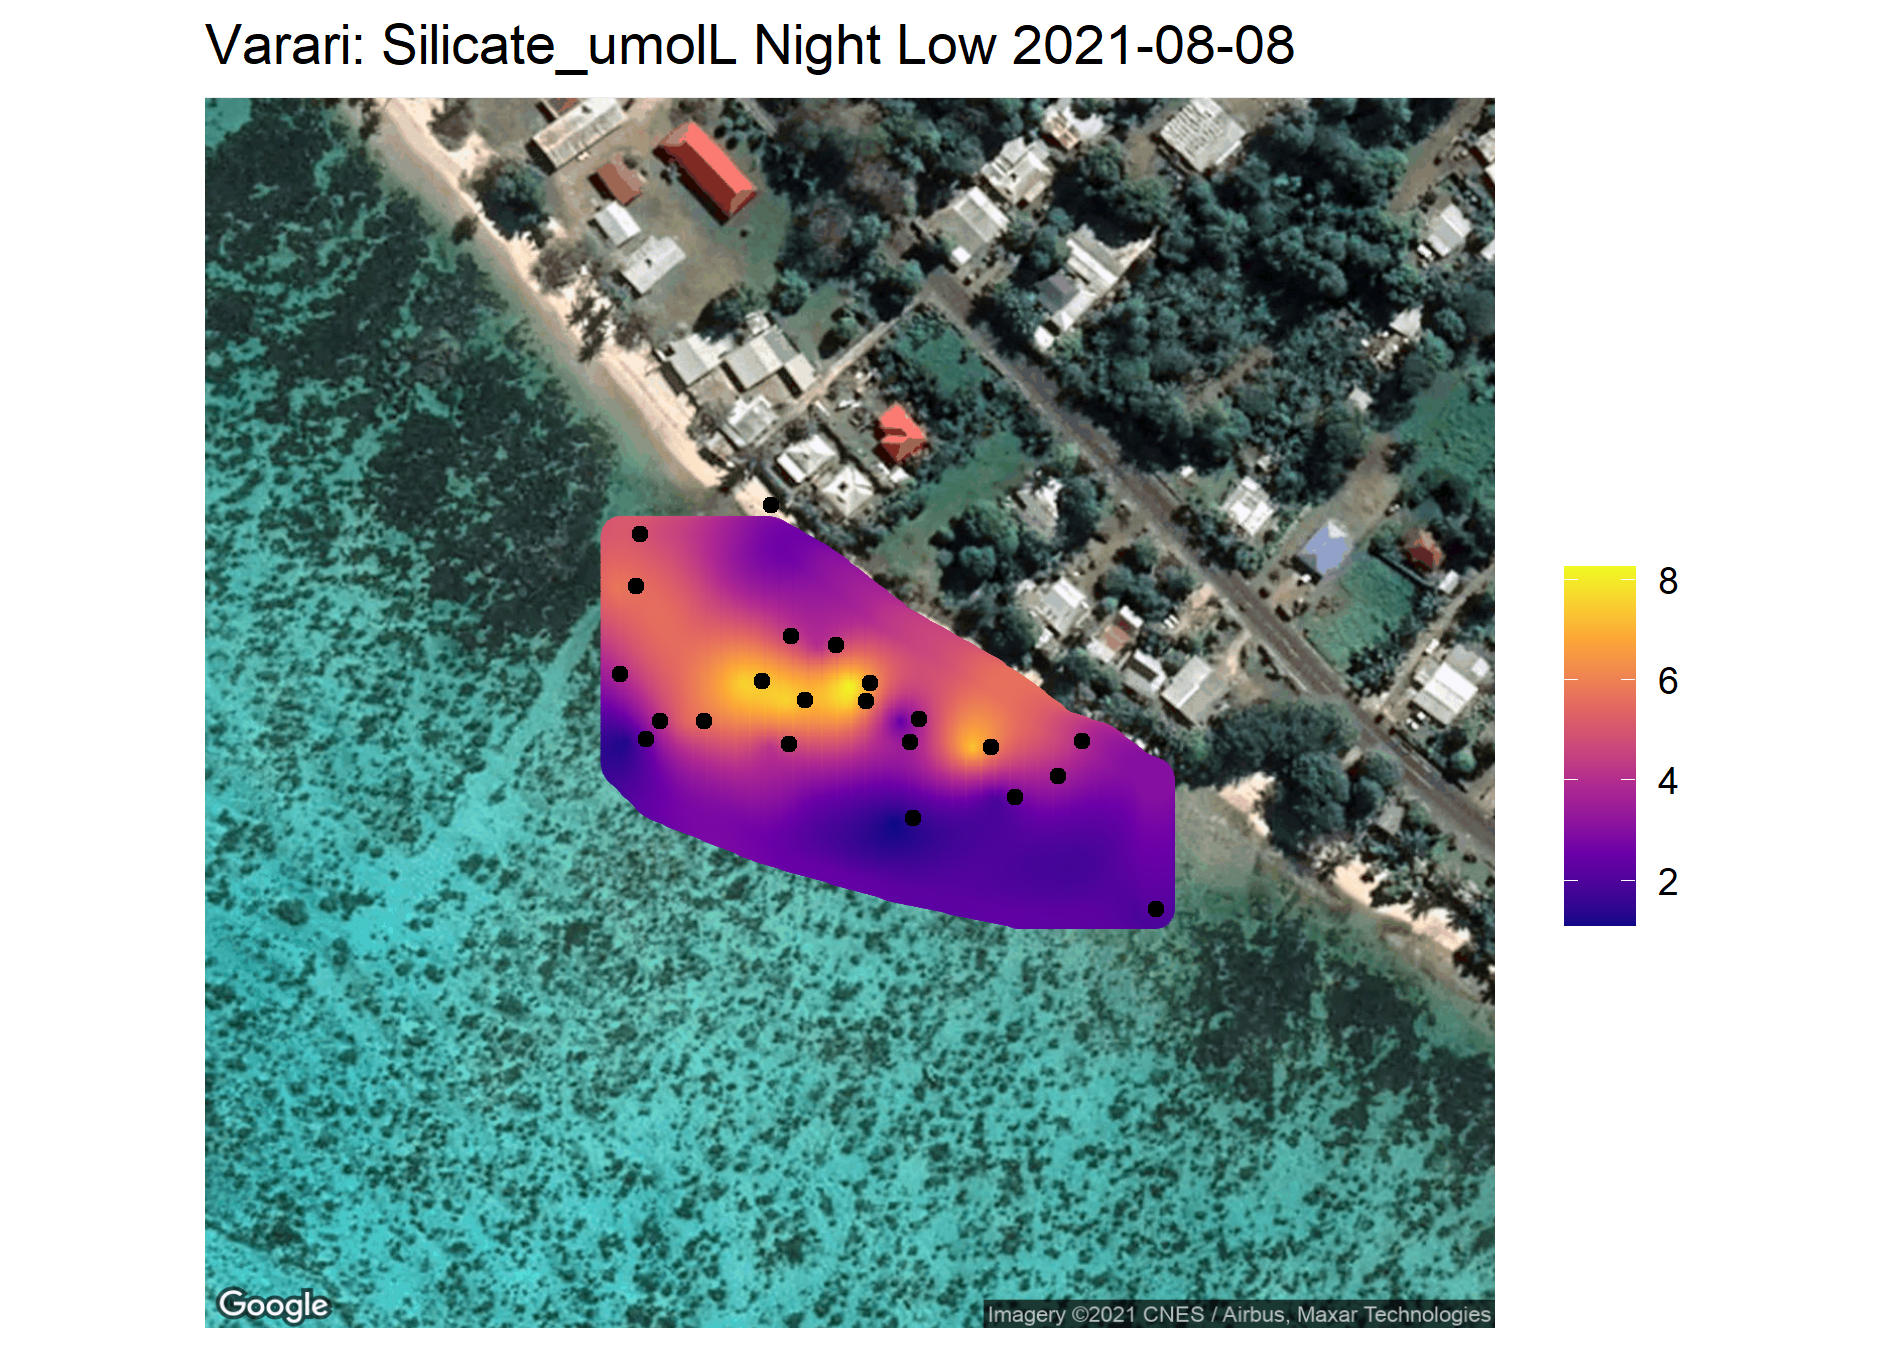 Varari: Silicate_umolL Night Low 2021-08-08
8
6
4
2
Google
Imagery ©2021 CNES / Airbus, Maxar Technologies